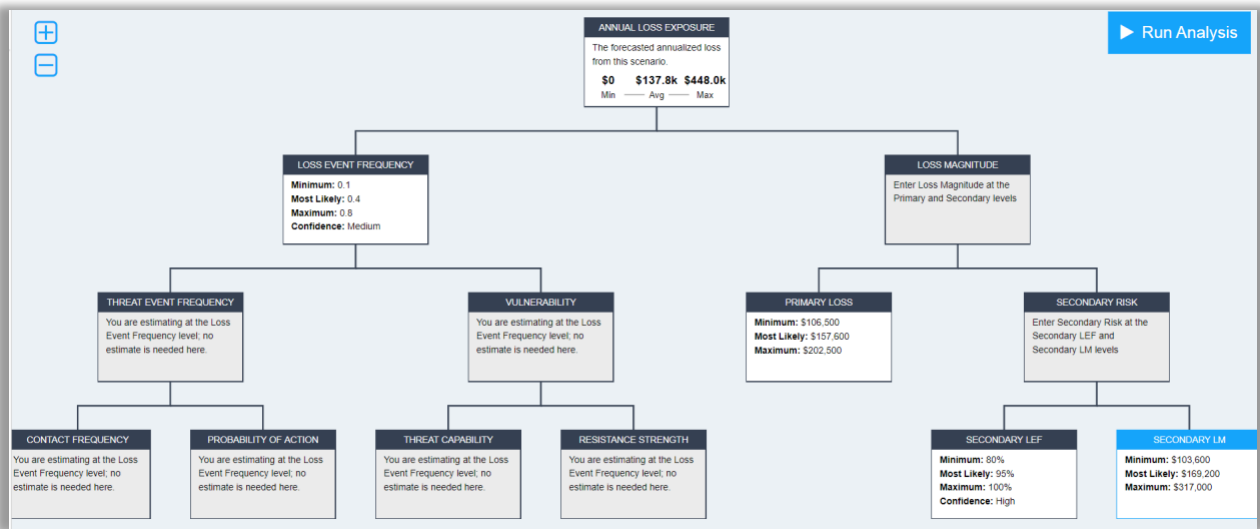 Run Analysis
ANNUAL LOSS EXPOSURE
The forecasted annualized loss
from this scenario.
$0 $137.8k $448.0k
Min Avg Max
LOSS EVENT FREQUENCY
Minimum: 0.1
Most Likely: 0.4
Maximum: 0.8
Confidence: Medium
LOSS MAGNITUDE
Enter Loss Magnitude at the
Primary and Secondary levels
THREAT EVENT FREQUENCY
You are estimating at the Loss
Event Frequency level; no
estimate is needed here.
VULNERABILITY
You are estimating at the Loss
Event Frequency level; no
estimate is needed here.
PRIMARY LOSS
Minimum: $106,500
Most Likely: $157,600
Maximum: $202,500
SECONDARY RISK
Enter Secondary Risk at the
Secondary LEF and
Secondary LM levels
CONTACT FREQUENCY
You are estimating at the Loss
Event Frequency level; no
estimate is needed here.
PROBABILITY OF ACTION
You are estimating at the Loss
Event Frequency level; no
estimate is needed here.
THREAT CAPABILITY
You are estimating at the Loss
Event Frequency level; no
estimate is needed here.
RESISTANCE STRENGTH
You are estimating at the Loss
Event Frequency level; no
estimate is needed here.
SECONDARY LEF
Minimum: 80%
Most Likely: 95%
Maximum: 100%
Confidence: High
SECONDARY LM
Minimum: $103,600
Most Likely: $169,200
Maximum: $317,000